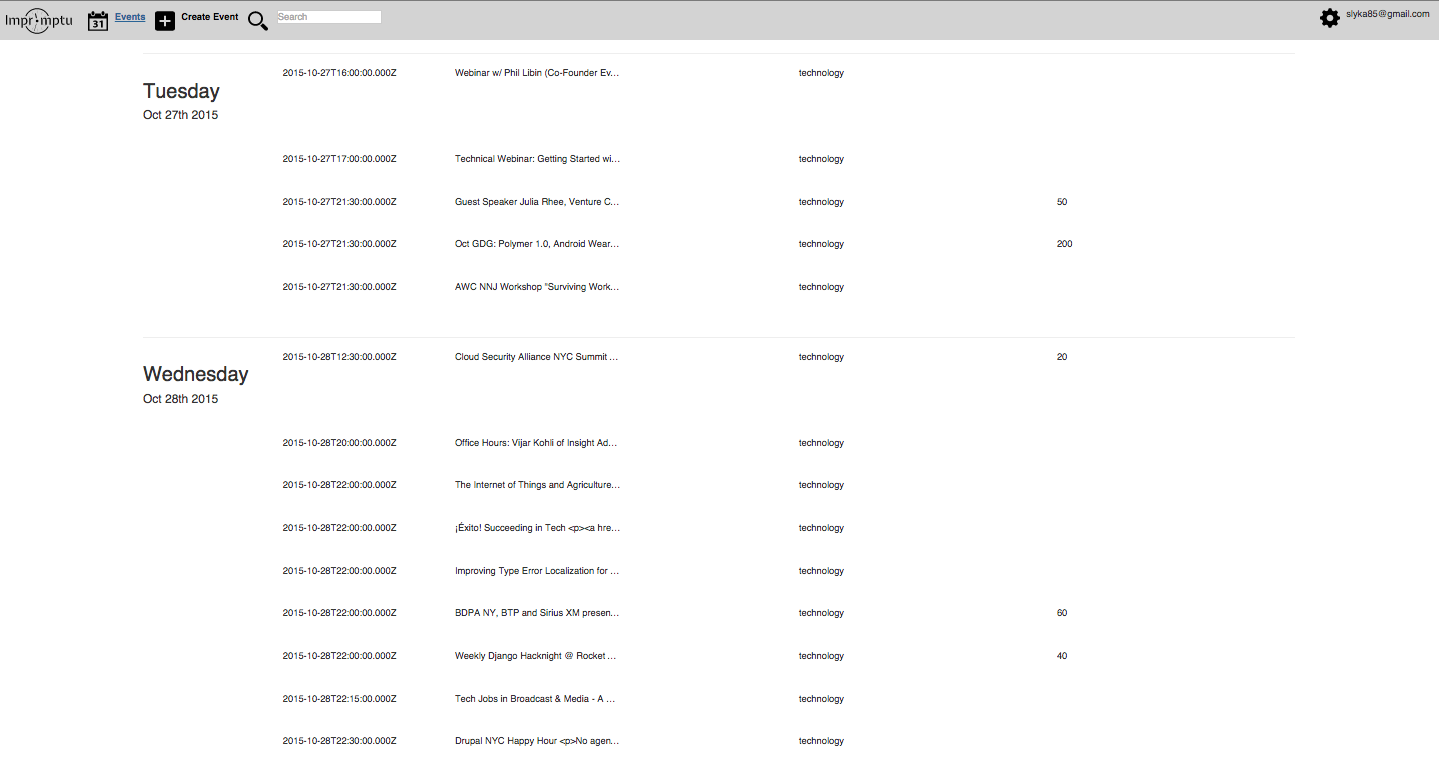 Impromptu 31 Events Create Event Search slyka85@gmail.com
2015-10-27T16:00:00.000Z Webinar w/ Phil Libin (Co-Founder Ev... technology
Tuesday
Oct 27th 2015
2015-10-27T17:00:00.000Z Technical Webinar: Getting Started wi... technology
2015-10-27T21:30:00.000Z Guest Speaker Julia Rhee, Venture C... technology 50
2015-10-27T21:30:00.000Z Oct GDG: Polymer 1.0, Android Wear... technology 200
2015-10-27T21:30:00.000Z AWC NNJ Workshop "Surviving Work... technology
2015-10-28T12:30:00.000Z Cloud Security Alliance NYC Summit ... technology 20
Wednesday
Oct 28th 2015
2015-10-28T20:00:00.000Z Office Hours: Vijar Kohli of Insight Ad... technology
2015-10-28T22:00:00.000Z The Internet of Things and Agriculture... technology
2015-10-28T22:00:00.000Z ¡Éxito! Succeeding in Tech <p><a hre... technology
2015-10-28T22:00:00.000Z Improving Type Error Localization for ... technology
2015-10-28T22:00:00.000Z BDPA NY, BTP and Sirius XM presen... technology 60
2015-10-28T22:00:00.000Z Weekly Django Hacknight @ Rocket ... technology 40
2015-10-28T22:15:00.000Z Tech Jobs in Broadcast & Media - A ... technology
2015-10-28T22:30:00.000Z Drupal NYC Happy Hour <p>No agen... technology